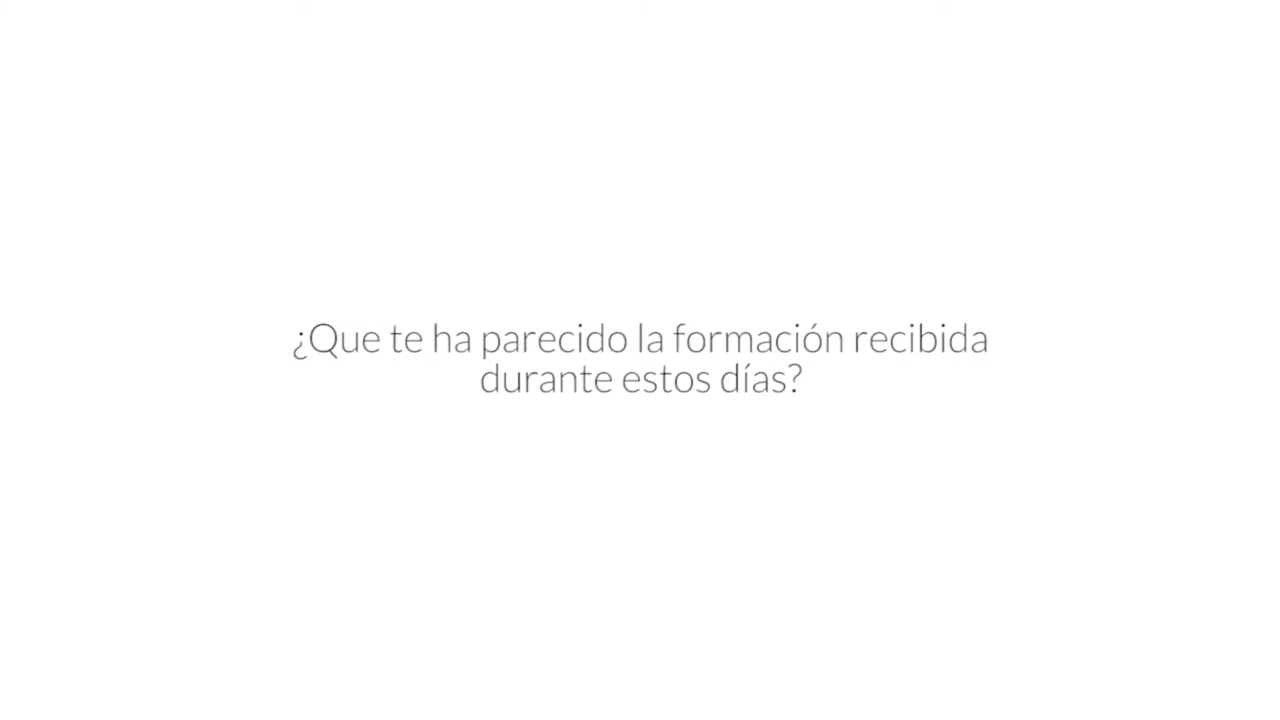 ¿Que te ha parecido la formación recibida
durante estos días?